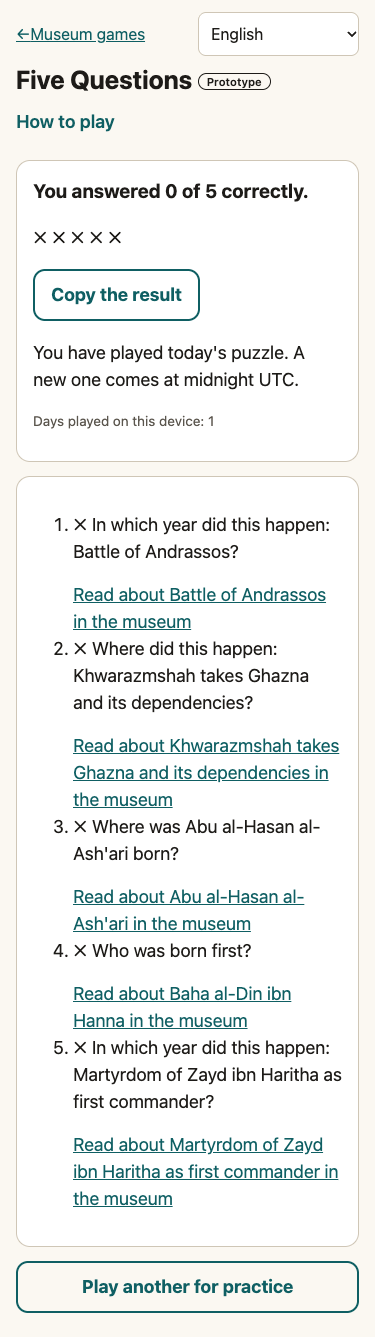 ←Museum games
English
Five Questions
Prototype
How to play
You answered 0 of 5 correctly.
× × × × ×
Copy the result
You have played today's puzzle. A
new one comes at midnight UTC.
Days played on this device: 1
1. × In which year did this happen:
Battle of Andrassos?
Read about Battle of Andrassos
in the museum
2. × Where did this happen:
Khwarazmshah takes Ghazna
and its dependencies?
Read about Khwarazmshah takes
Ghazna and its dependencies in
the museum
3. × Where was Abu al-Hasan al-
Ash'ari born?
Read about Abu al-Hasan al-
Ash'ari in the museum
4. × Who was born first?
Read about Baha al-Din ibn
Hanna in the museum
5. × In which year did this happen:
Martyrdom of Zayd ibn Haritha as
first commander?
Read about Martyrdom of Zayd
ibn Haritha as first commander in
the museum
Play another for practice